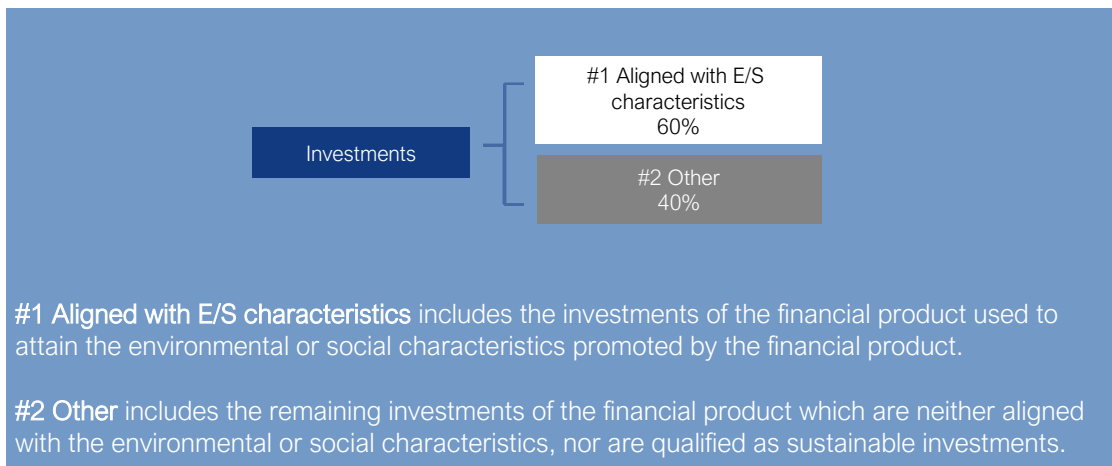 #1 Aligned with E/S
characteristics
60%
Investments
#2 Other
40%
#1 Aligned with E/S characteristics includes the investments of the financial product used to
attain the environmental or social characteristics promoted by the financial product.
#2 Other includes the remaining investments of the financial product which are neither aligned
with the environmental or social characteristics, nor are qualified as sustainable investments.